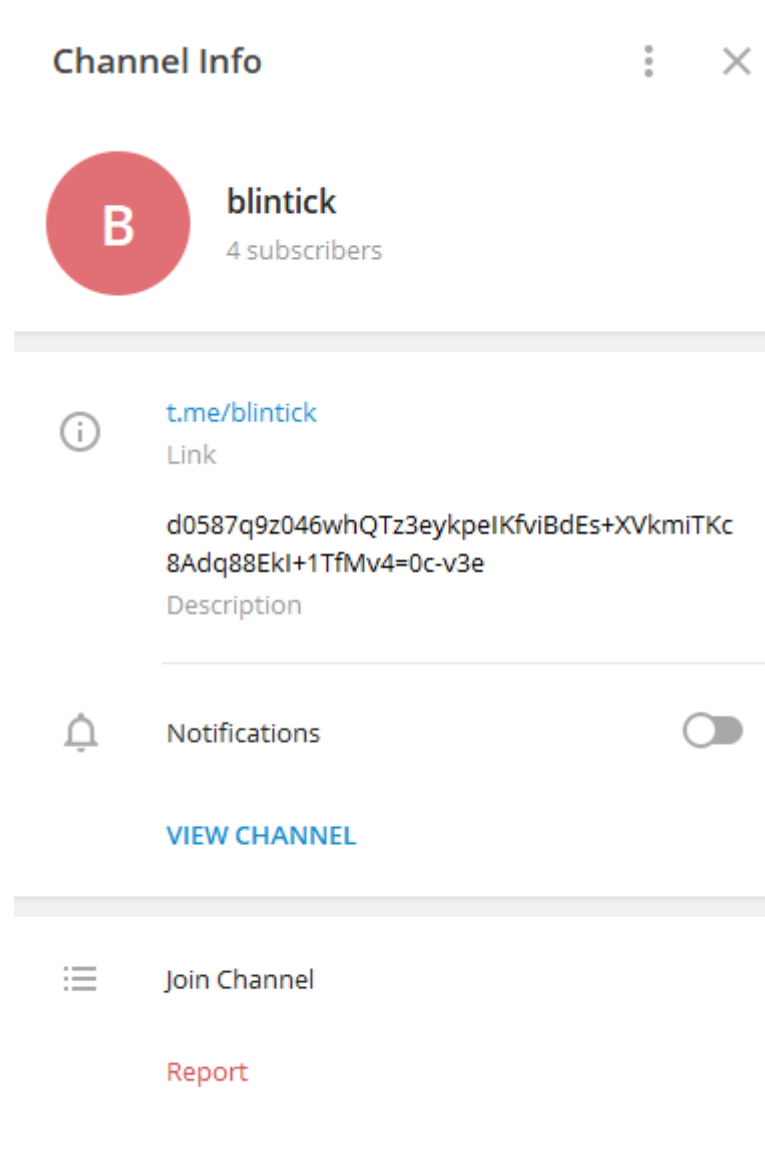 Channel Info
B
blintick
4 subscribers
t.me/blintick
Link
d0587q9z046whQTz3eykpeIKfviBdEs+XVkmiTKc
8Adq88EkI+1TfMv4=0c-v3e
Description
Notifications
VIEW CHANNEL
Join Channel
Report